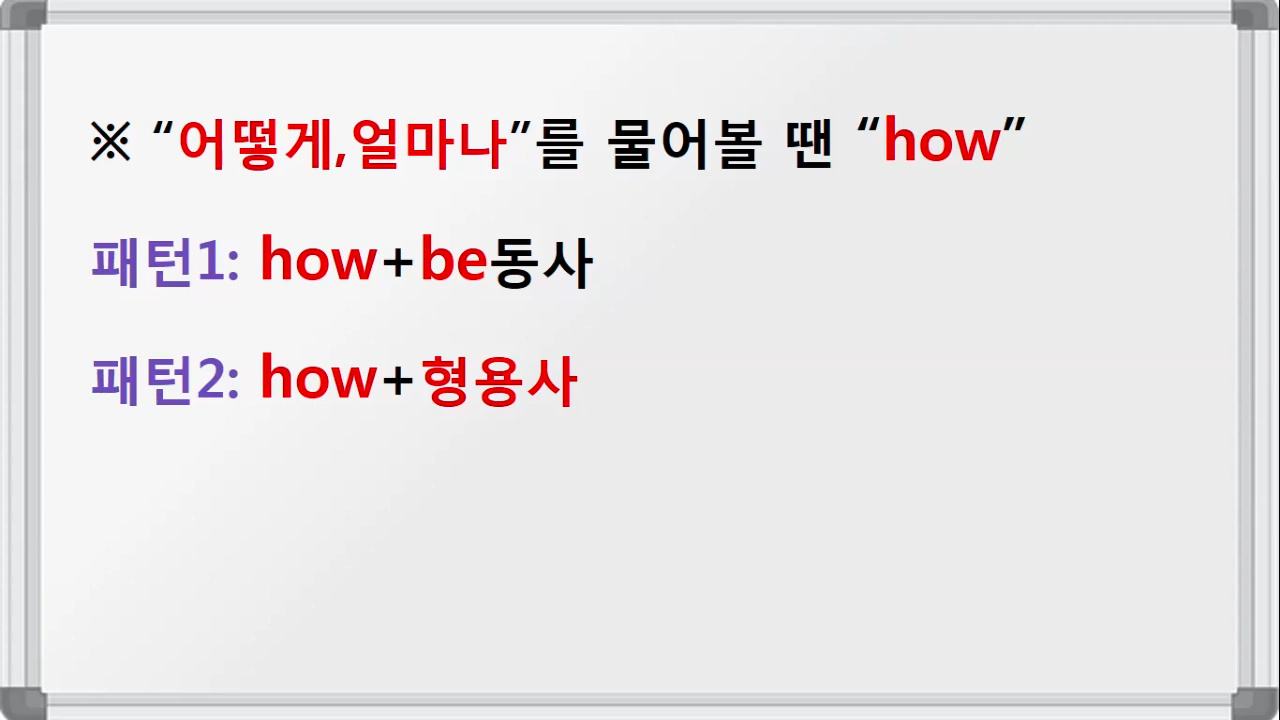 ※ “어떻게,얼마나”를 물어볼 땐 “how”
패턴1: how+be동사
패턴2: how+형용사